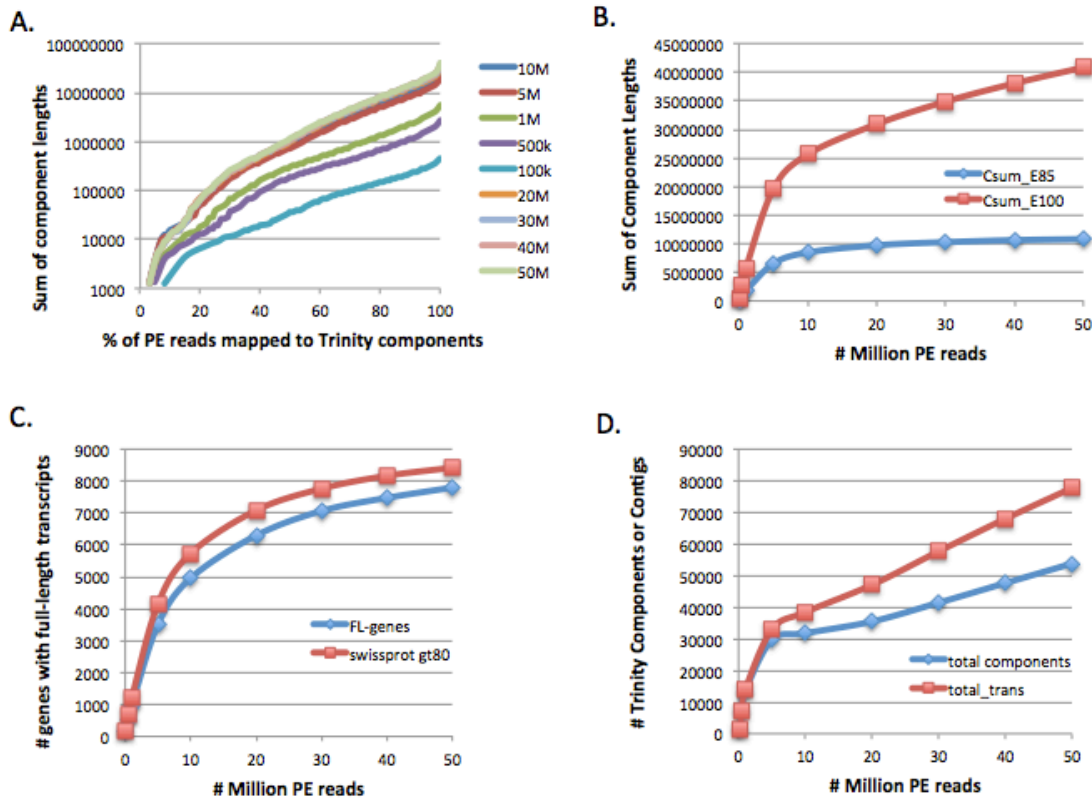 A.
Sum of component lengths
100000000
10000000
1000000
100000
10000
1000
0 20 40 60 80 100
% of PE reads mapped to Trinity components
10M
5M
1M
500k
100k
20M
30M
40M
50M
B.
Sum of Component Lengths
45000000
40000000
35000000
30000000
25000000
20000000
15000000
10000000
5000000
0
0 10 20 30 40 50
# Million PE reads
Csum_E85
Csum_E100
C.
#genes with full-length transcripts
9000
8000
7000
6000
5000
4000
3000
2000
1000
0
0 10 20 30 40 50
# Million PE reads
FL-genes
swissprot gt80
D.
# Trinity Components or Contigs
90000
80000
70000
60000
50000
40000
30000
20000
10000
0
0 10 20 30 40 50
# Million PE reads
total components
total_trans